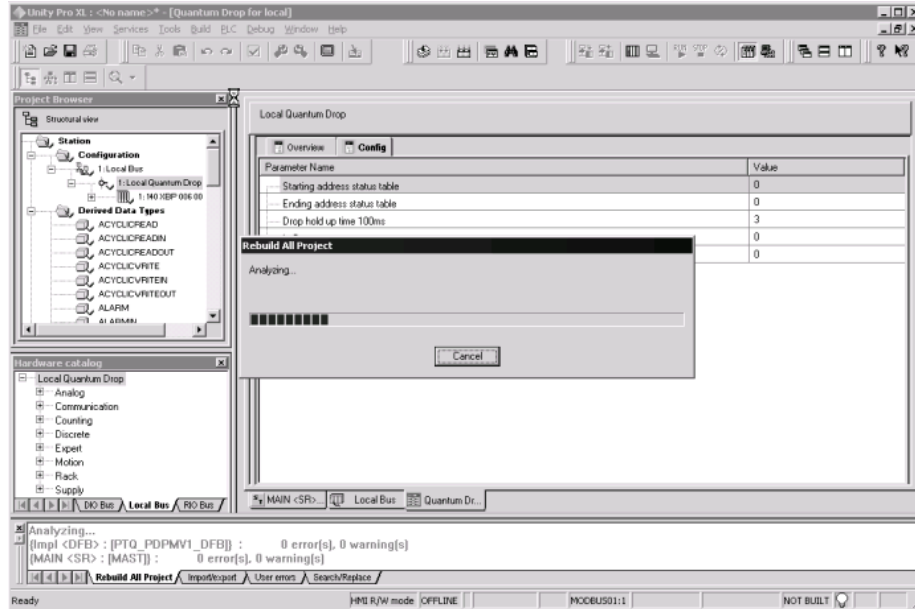 Unity Pro XL : <No name>* - [Quantum Drop for local]
File Edit View Services Tools Build PLC Debug Window Help
Project Browser
Structural view
Station
Configuration
1:Local Bus
1:Local Quantum Drop
1:140 XBP 006 00
Derived Data Types
ACYCLICREAD
ACYCLICREADIN
ACYCLICREADOUT
ACYCLICWRITE
ACYCLICWRITEIN
ACYCLICWRITEOUT
ALARM
ALARMIN
Hardware catalog
Local Quantum Drop
Analog
Communication
Counting
Discrete
Expert
Motion
Rack
Supply
DIO Bus Local Bus RIO Bus
Local Quantum Drop
Overview Config
Parameter Name Value
Starting address status table 0
Ending address status table 0
Drop hold up time 100ms 3
0
0
Rebuild All Project
Analyzing...
Cancel
MAIN <SR>... Local Bus Quantum Dr...
Analyzing...
{Impl <DFB> : [PTQ_PDPMV1_DFB]} : 0 error(s), 0 warning(s)
{MAIN <SR> : [MAST]} : 0 error(s), 0 warning(s)
Rebuild All Project Import/export User errors Search/Replace
Ready HMI R/W mode OFFLINE MODBUS01:1 NOT BUILT